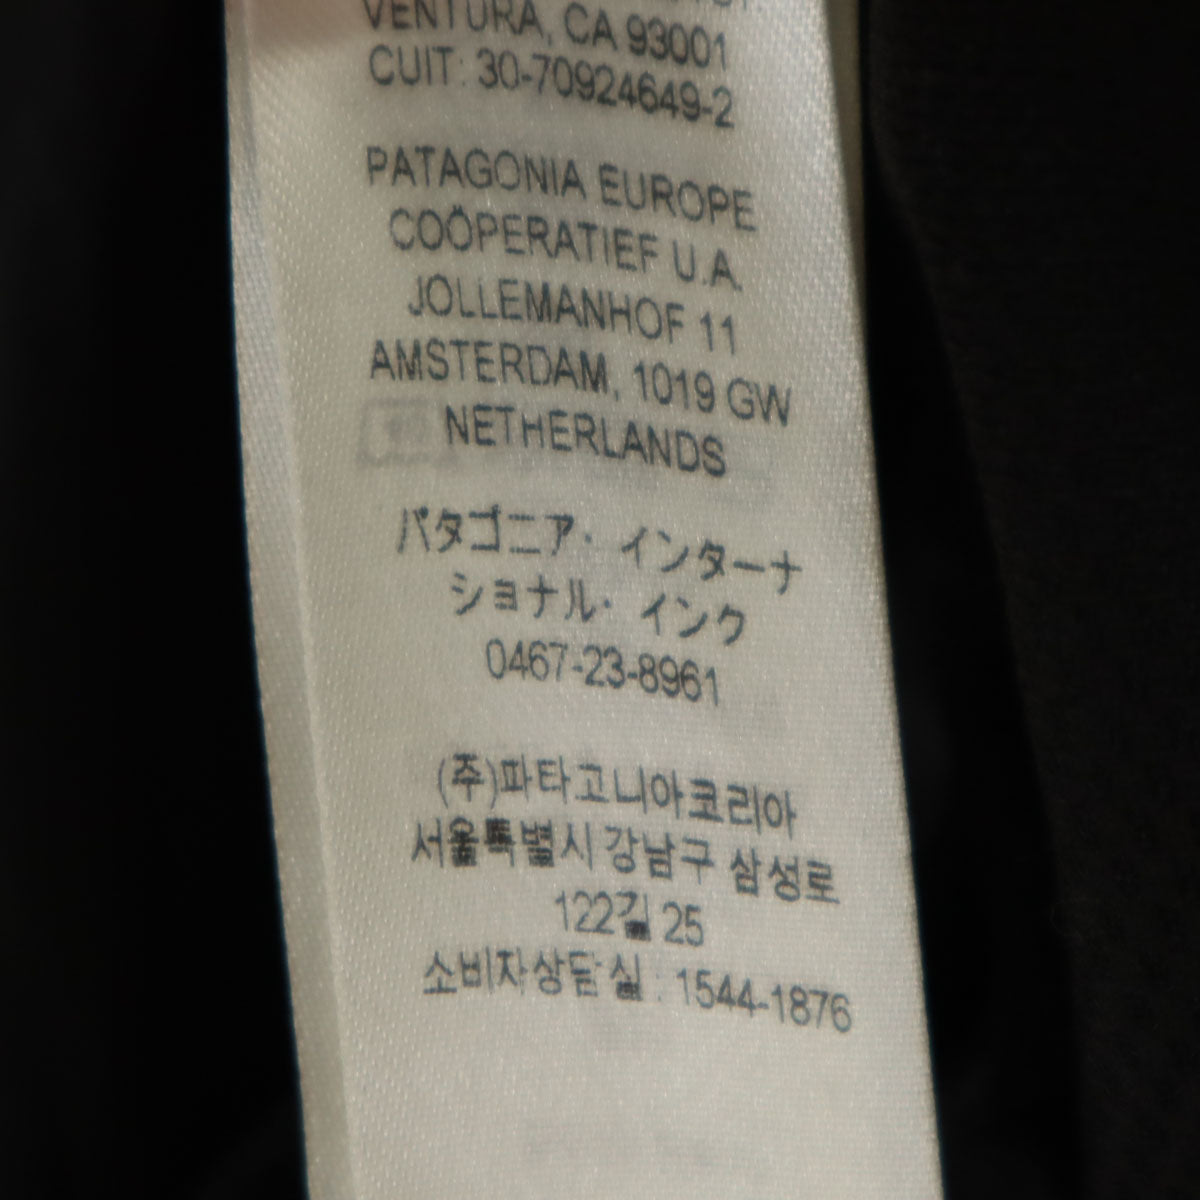 VENTURA, CA 93001
CUIT: 30-70924649-2
PATAGONIA EUROPE
COÖPERATIEF U.A.
JOLLEMANHOF 11
AMSTERDAM, 1019 GW
NETHERLANDS
パタゴニア・インターナ
ショナル・インク
0467-23-8961
(주)파타고니아코리아
서울특별시 강남구 삼성로
122길 25
소비자상담실 : 1544-1876